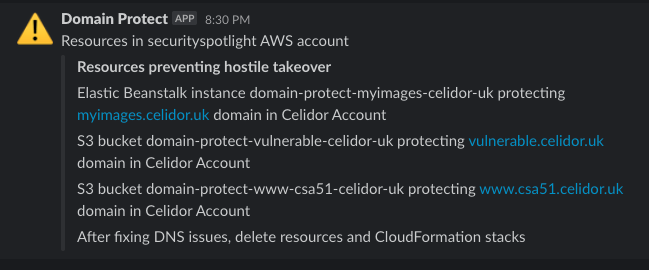 Domain Protect APP 8:30 PM
Resources in securityspotlight AWS account
Resources preventing hostile takeover
Elastic Beanstalk instance domain-protect-myimages-celidor-uk protecting
myimages.celidor.uk domain in Celidor Account
S3 bucket domain-protect-vulnerable-celidor-uk protecting vulnerable.celidor.uk
domain in Celidor Account
S3 bucket domain-protect-www-csa51-celidor-uk protecting www.csa51.celidor.uk
domain in Celidor Account
After fixing DNS issues, delete resources and CloudFormation stacks